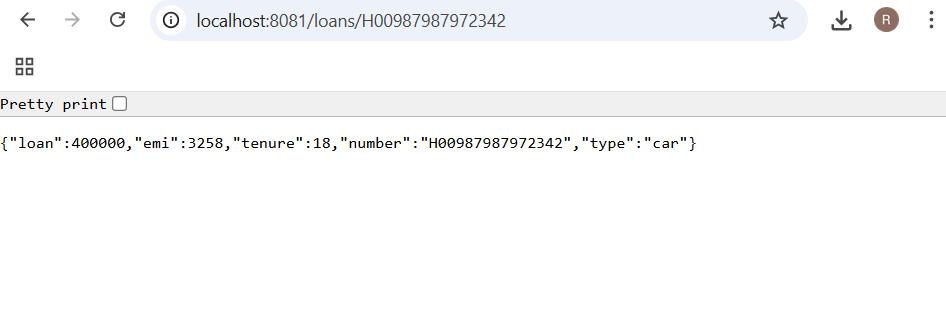 localhost:8081/loans/H00987987972342
R
Pretty print
{"loan":400000,"emi":3258,"tenure":18,"number":"H00987987972342","type":"car"}